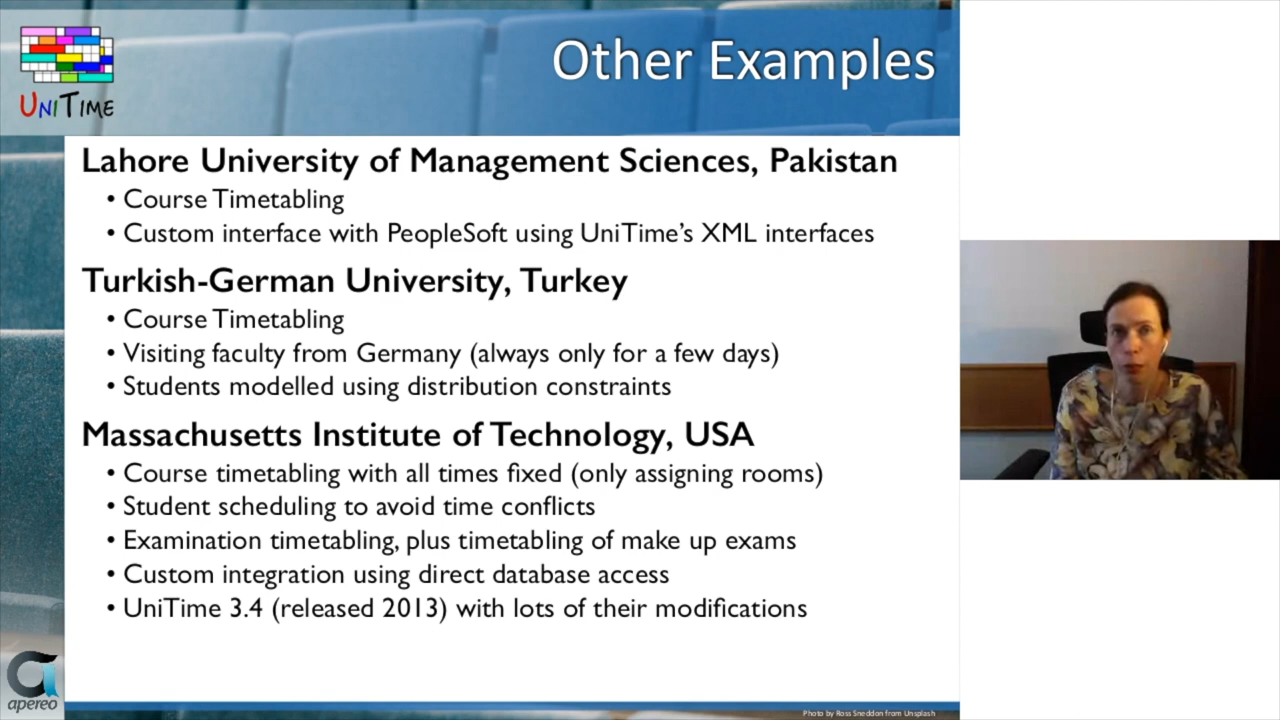 UNITIME
Other Examples
Lahore University of Management Sciences, Pakistan
• Course Timetabling
• Custom interface with PeopleSoft using UniTime's XML interfaces
Turkish-German University, Turkey
• Course Timetabling
• Visiting faculty from Germany (always only for a few days)
• Students modelled using distribution constraints
Massachusetts Institute of Technology, USA
• Course timetabling with all times fixed (only assigning rooms)
• Student scheduling to avoid time conflicts
• Examination timetabling, plus timetabling of make up exams
• Custom integration using direct database access
• UniTime 3.4 (released 2013) with lots of their modifications
apereo
Photo by Ross Sneddon from Unsplash